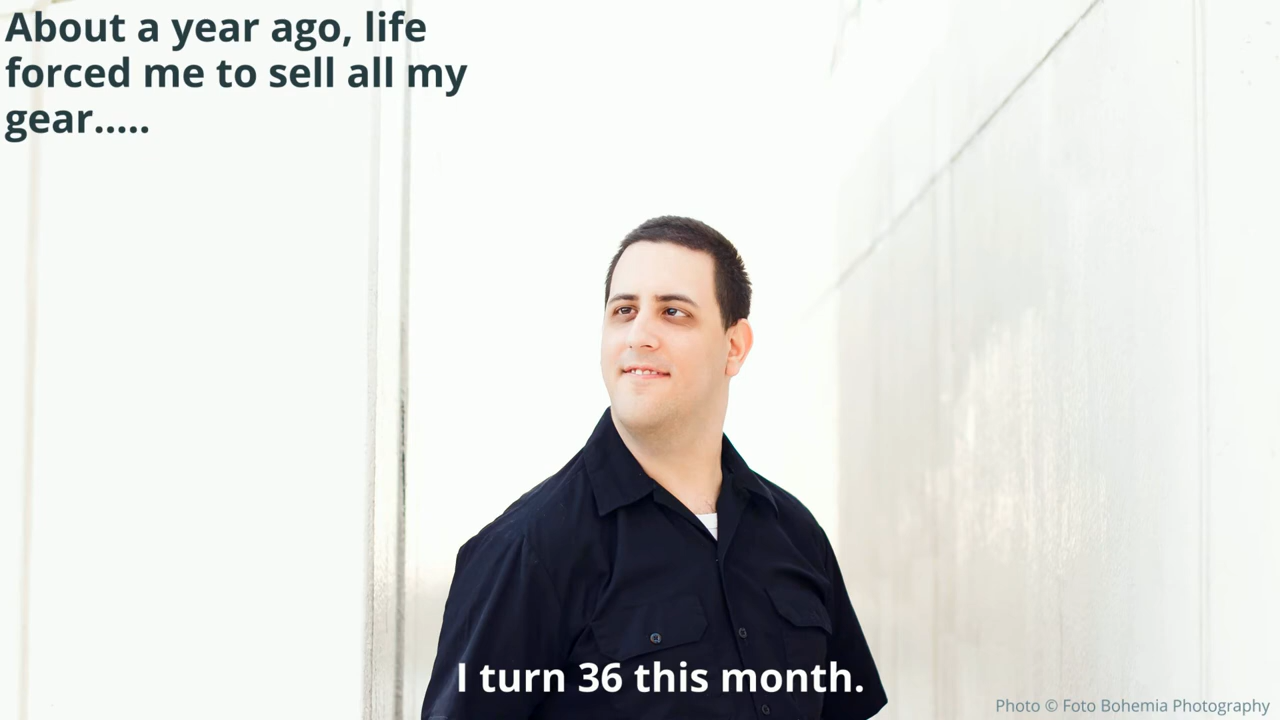 About a year ago, life
forced me to sell all my
gear.....
I turn 36 this month.
Photo © Foto Bohemia Photography